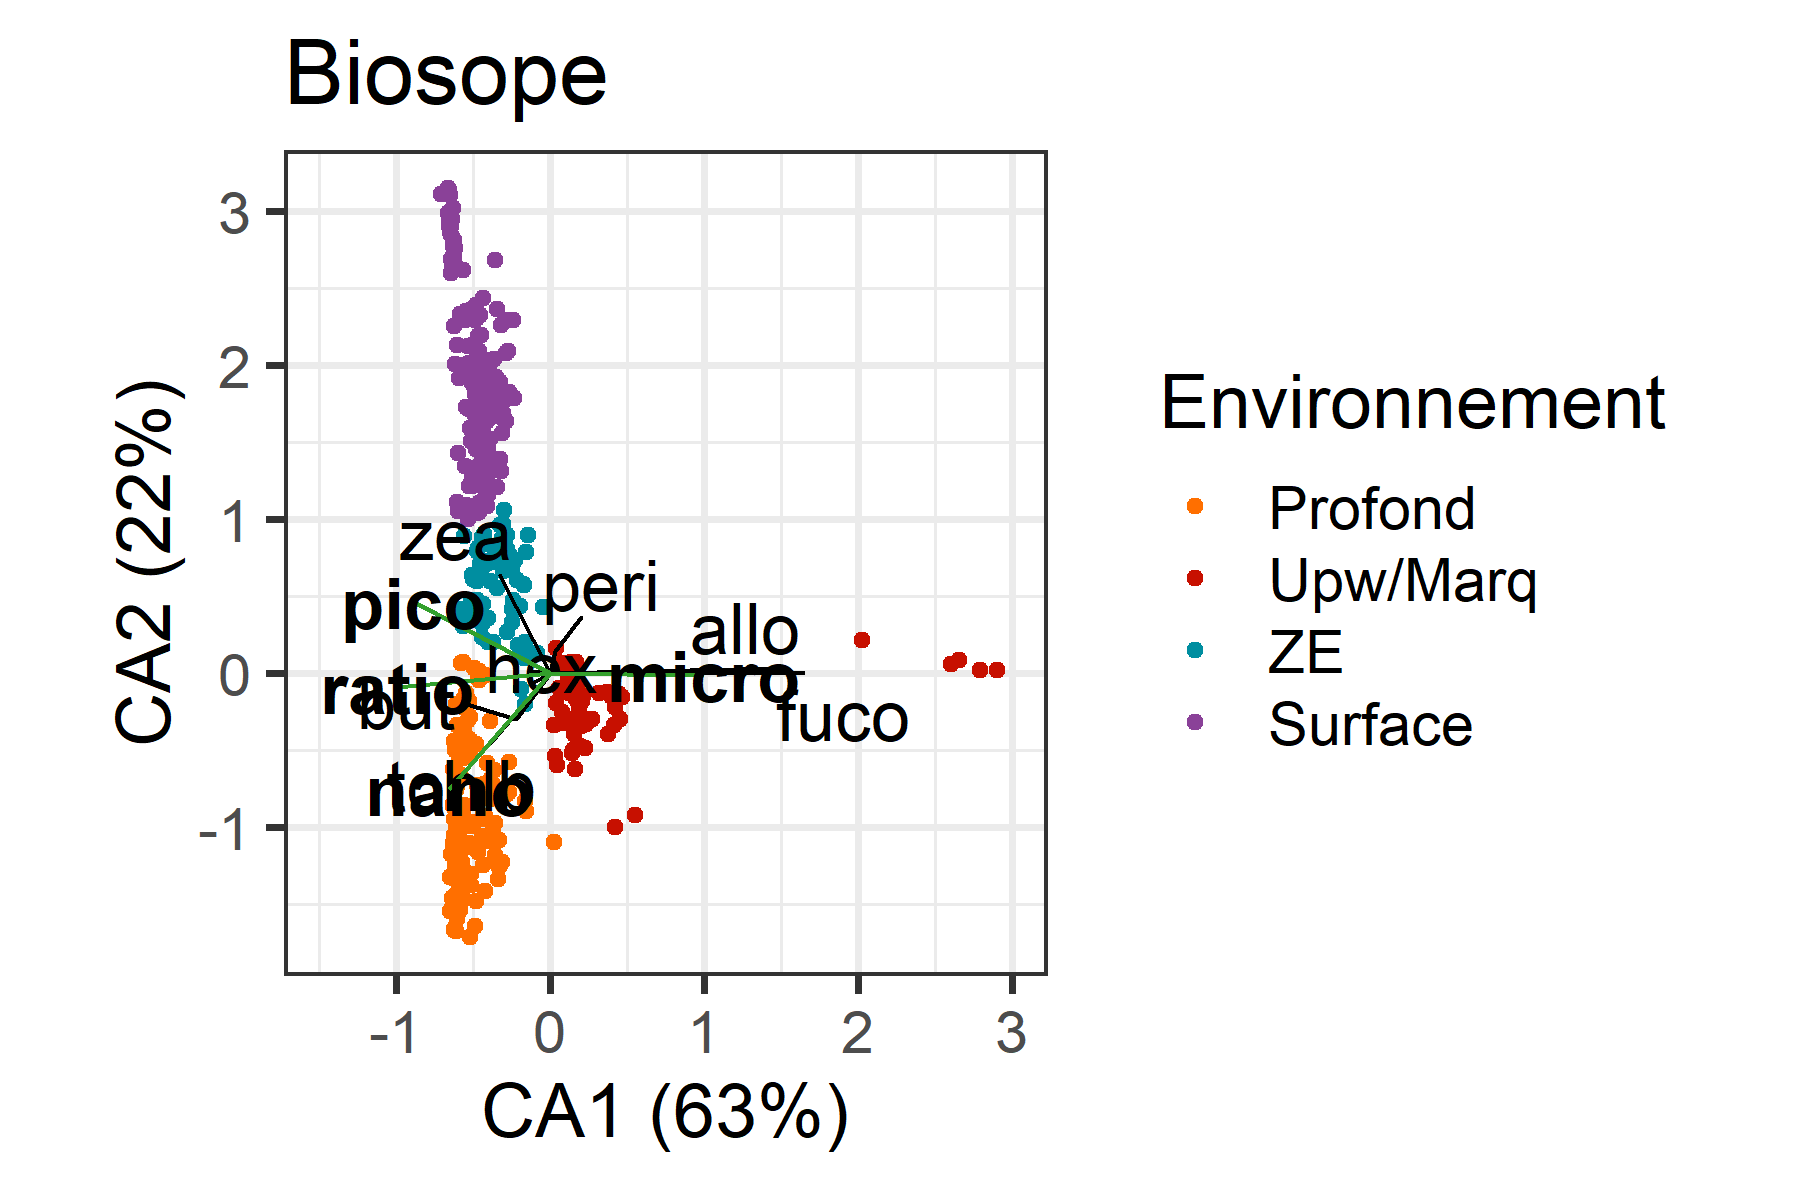 Biosope
3
2
1
0
-1
CA2 (22%)
zea
peri
pico
allo
hex
micro
ratio
but
fuco
tchlb
nano
-1 0 1 2 3
CA1 (63%)
Environnement
Profond
Upw/Marq
ZE
Surface